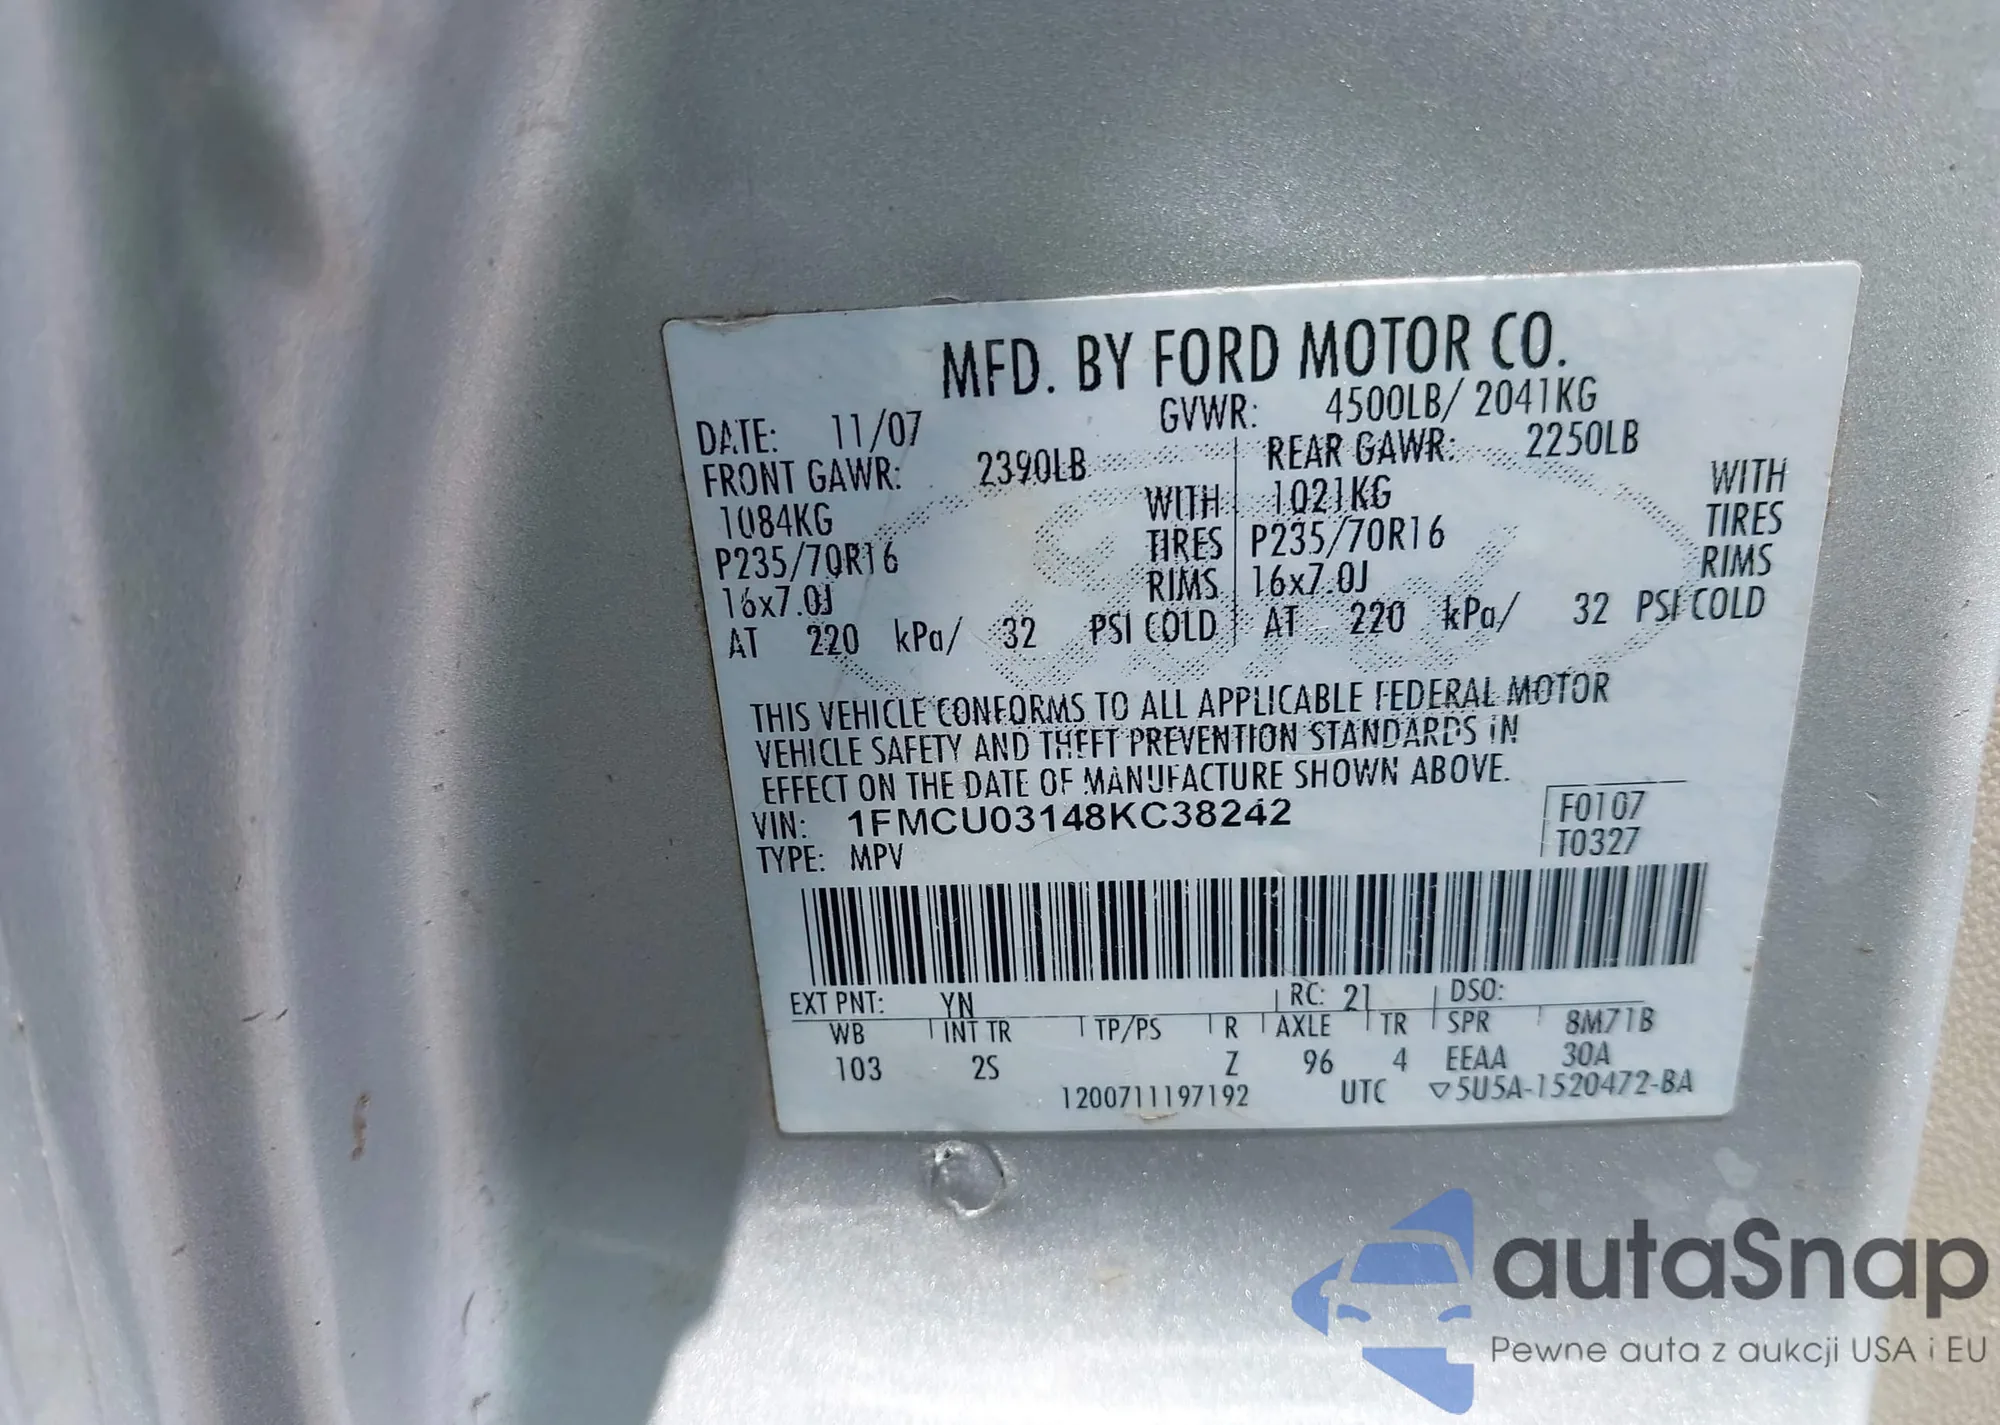 MFD. BY FORD MOTOR CO.
DATE: 11/07 GVWR: 4500LB/ 2041KG
FRONT GAWR: 2390LB REAR GAWR: 2250LB
1084KG WITH 1021KG WITH
P235/70R16 TIRES P235/70R16 TIRES
16x7.0J RIMS 16x7.0J RIMS
AT 220 kPa/ 32 PSI COLD AT 220 kPa/ 32 PSI COLD
THIS VEHICLE CONFORMS TO ALL APPLICABLE FEDERAL MOTOR
VEHICLE SAFETY AND THEFT PREVENTION STANDARDS IN
EFFECT ON THE DATE OF MANUFACTURE SHOWN ABOVE.
VIN: 1FMCU03148KC38242 F0107
TYPE: MPV T0327
EXT PNT: YN RC: 21 DSO:
WB INT TR TP/PS R AXLE TR SPR 8M71B
103 2S Z 96 4 EEAA 30A
1200711197192 UTC ▽5U5A-1520472-BA
autaSnap
Pewne auta z aukcji USA i EU